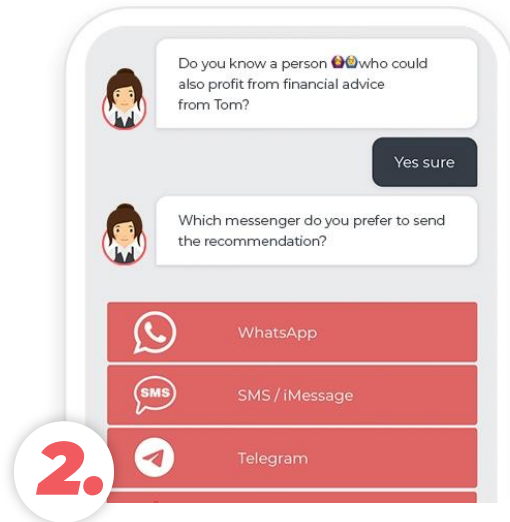 Do you know a person 👸🤴who could
also profit from financial advice
from Tom?
Yes sure
Which messenger do you prefer to send
the recommendation?
WhatsApp
SMS
SMS / iMessage
Telegram
2.